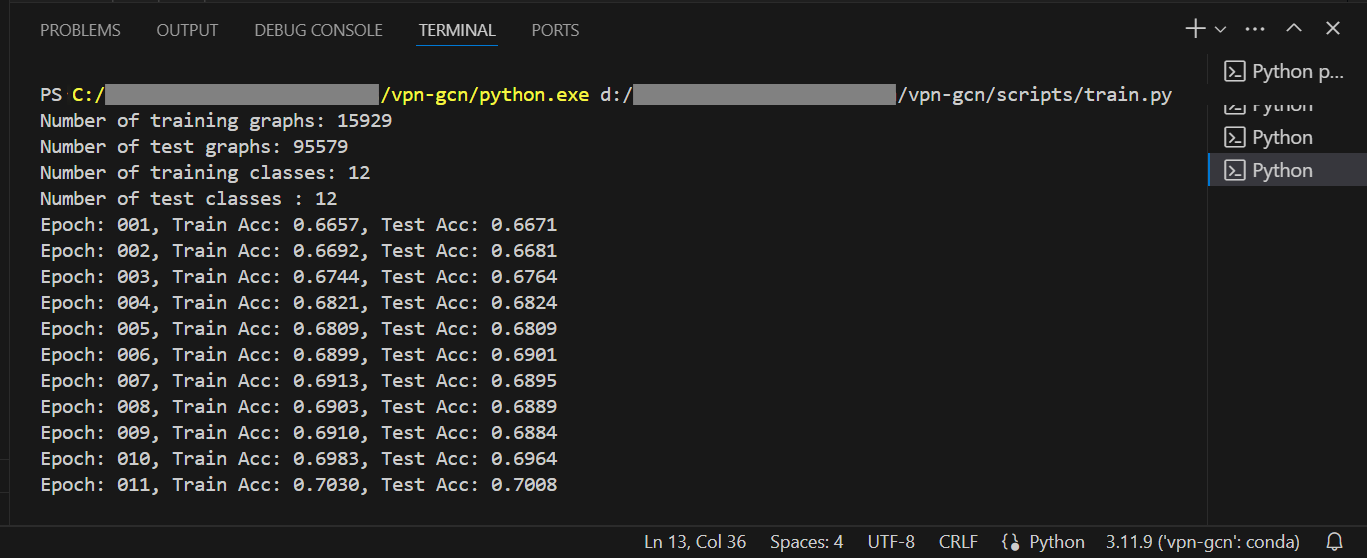 PROBLEMS OUTPUT DEBUG CONSOLE TERMINAL PORTS
PS C:/ /vpn-gcn/python.exe d:/ /vpn-gcn/scripts/train.py
Number of training graphs: 15929
Number of test graphs: 95579
Number of training classes: 12
Number of test classes : 12
Epoch: 001, Train Acc: 0.6657, Test Acc: 0.6671
Epoch: 002, Train Acc: 0.6692, Test Acc: 0.6681
Epoch: 003, Train Acc: 0.6744, Test Acc: 0.6764
Epoch: 004, Train Acc: 0.6821, Test Acc: 0.6824
Epoch: 005, Train Acc: 0.6809, Test Acc: 0.6809
Epoch: 006, Train Acc: 0.6899, Test Acc: 0.6901
Epoch: 007, Train Acc: 0.6913, Test Acc: 0.6895
Epoch: 008, Train Acc: 0.6903, Test Acc: 0.6889
Epoch: 009, Train Acc: 0.6910, Test Acc: 0.6884
Epoch: 010, Train Acc: 0.6983, Test Acc: 0.6964
Epoch: 011, Train Acc: 0.7030, Test Acc: 0.7008
Python p...
Python
Python
Python
Ln 13, Col 36 Spaces: 4 UTF-8 CRLF Python 3.11.9 ('vpn-gcn': conda)